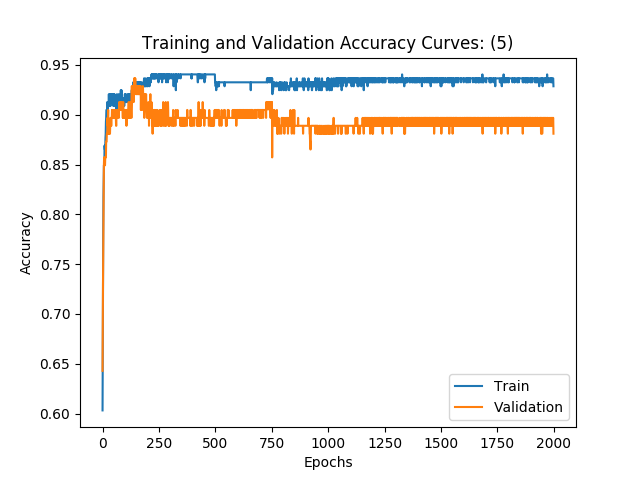 Training and Validation Accuracy Curves: (5)
0.95
0.90
0.85
0.80
0.75
0.70
0.65
0.60
Accuracy
Train
Validation
0 250 500 750 1000 1250 1500 1750 2000
Epochs